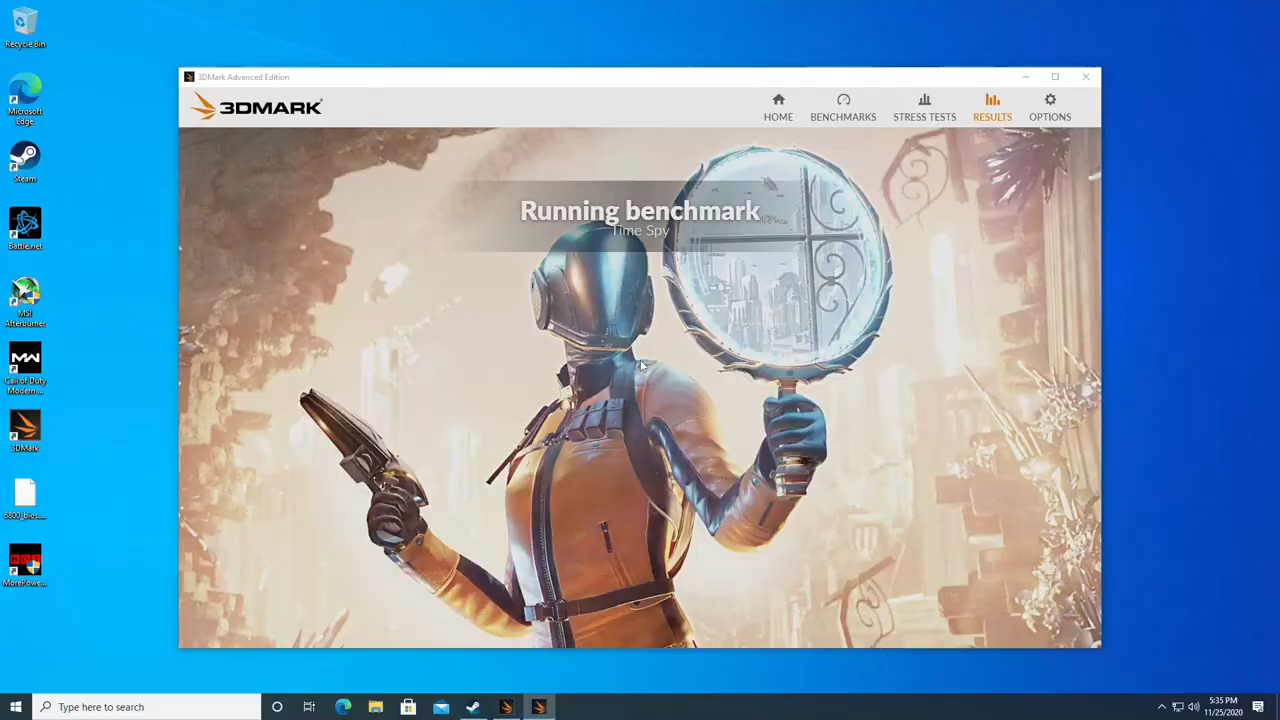 Recycle Bin
Microsoft
Edge
Steam
Battle.net
MSI
Afterburner
Call of Duty
Modern ...
3DMark
6800_bios....
MorePowe...
3DMark Advanced Edition
3DMARK
HOME
BENCHMARKS
STRESS TESTS
RESULTS
OPTIONS
Running benchmark
Time Spy
Type here to search
5:35 PM
11/25/2020